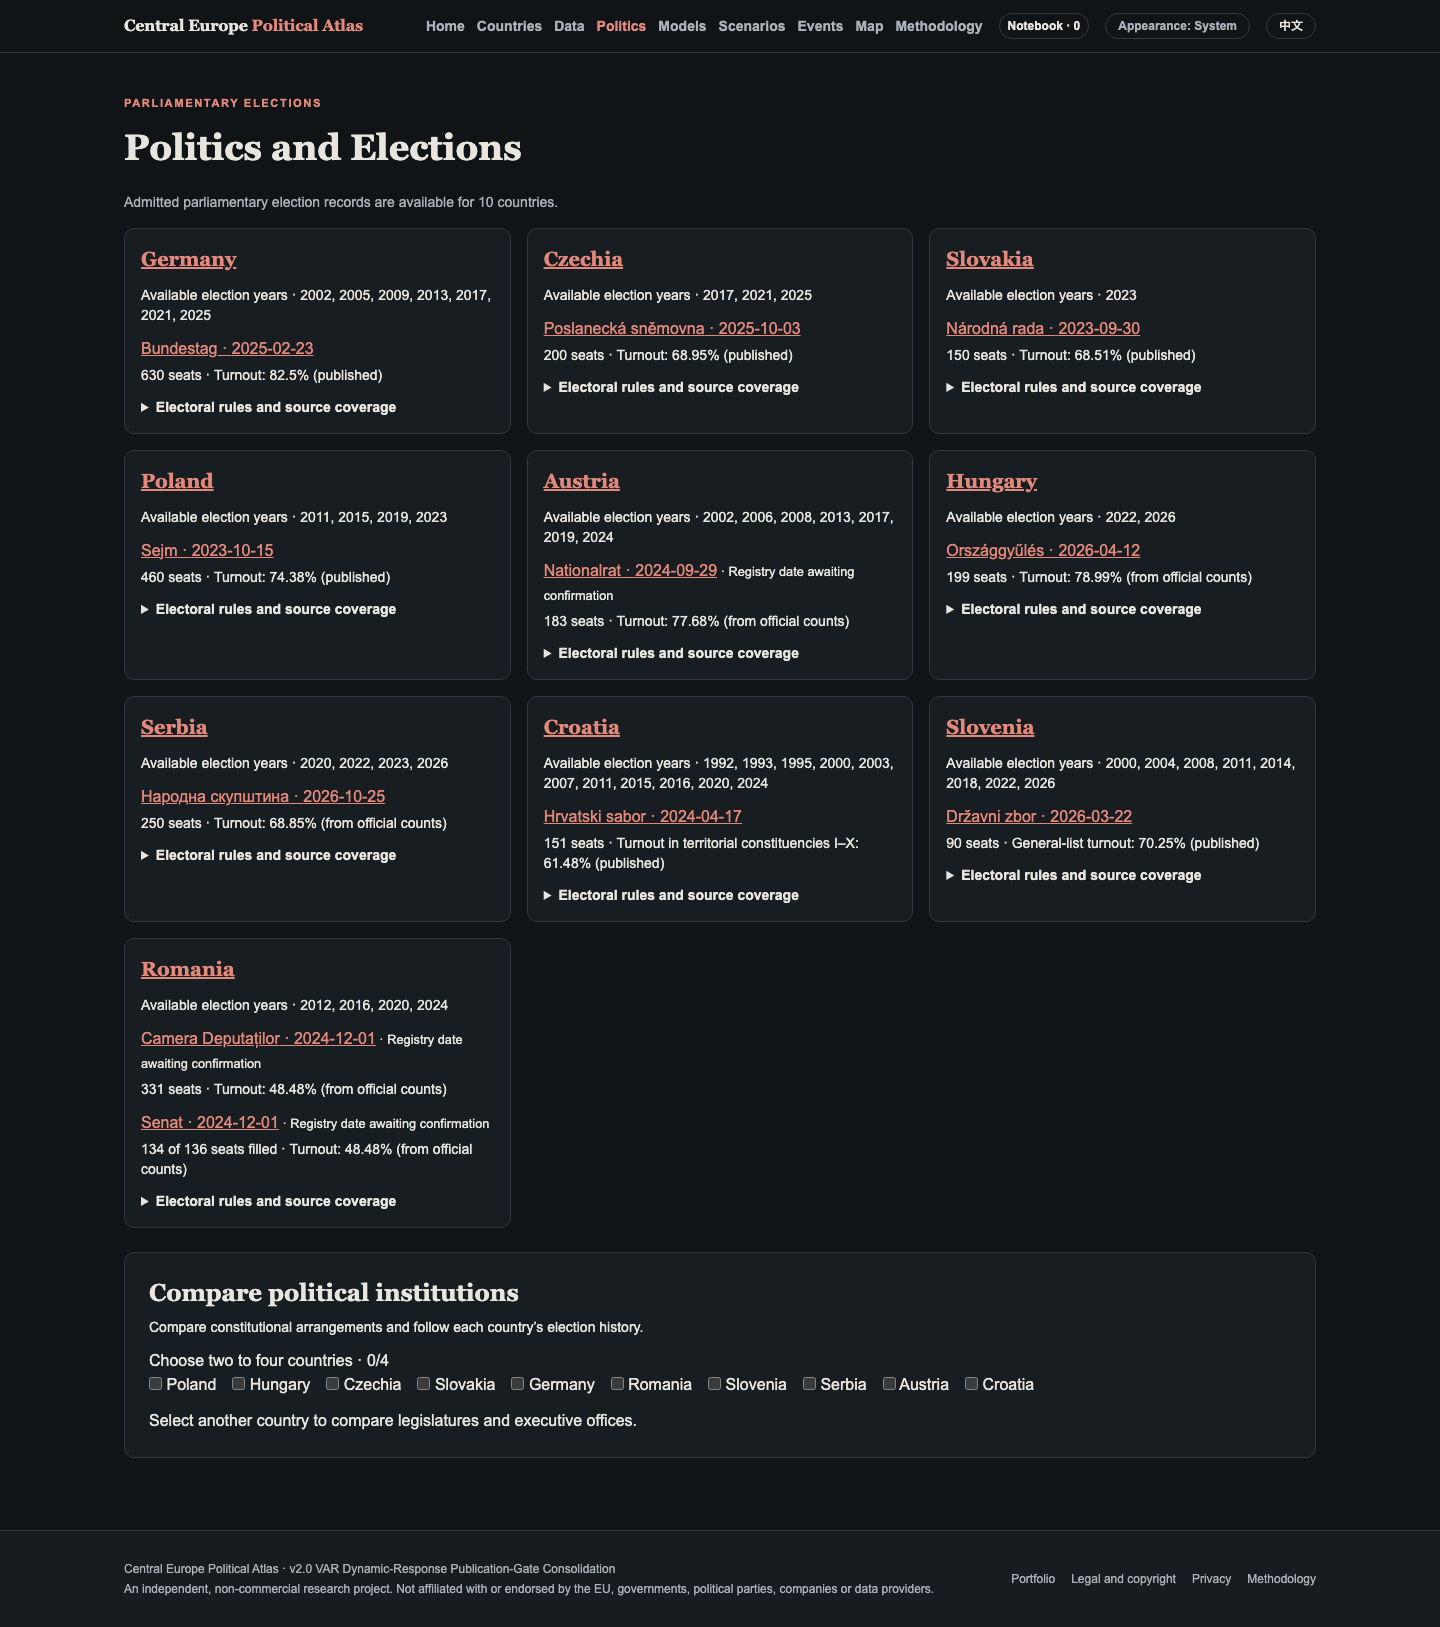 Central Europe Political Atlas
Home Countries Data Politics Models Scenarios Events Map Methodology Notebook · 0 Appearance: System 中文
PARLIAMENTARY ELECTIONS
Politics and Elections
Admitted parliamentary election records are available for 10 countries.
Germany
Available election years · 2002, 2005, 2009, 2013, 2017,
2021, 2025
Bundestag · 2025-02-23
630 seats · Turnout: 82.5% (published)
▶ Electoral rules and source coverage
Czechia
Available election years · 2017, 2021, 2025
Poslanecká sněmovna · 2025-10-03
200 seats · Turnout: 68.95% (published)
▶ Electoral rules and source coverage
Slovakia
Available election years · 2023
Národná rada · 2023-09-30
150 seats · Turnout: 68.51% (published)
▶ Electoral rules and source coverage
Poland
Available election years · 2011, 2015, 2019, 2023
Sejm · 2023-10-15
460 seats · Turnout: 74.38% (published)
▶ Electoral rules and source coverage
Austria
Available election years · 2002, 2006, 2008, 2013, 2017,
2019, 2024
Nationalrat · 2024-09-29 · Registry date awaiting
confirmation
183 seats · Turnout: 77.68% (from official counts)
▶ Electoral rules and source coverage
Hungary
Available election years · 2022, 2026
Országgyűlés · 2026-04-12
199 seats · Turnout: 78.99% (from official counts)
▶ Electoral rules and source coverage
Serbia
Available election years · 2020, 2022, 2023, 2026
Народна скупштина · 2026-10-25
250 seats · Turnout: 68.85% (from official counts)
▶ Electoral rules and source coverage
Croatia
Available election years · 1992, 1993, 1995, 2000, 2003,
2007, 2011, 2015, 2016, 2020, 2024
Hrvatski sabor · 2024-04-17
151 seats · Turnout in territorial constituencies I–X:
61.48% (published)
▶ Electoral rules and source coverage
Slovenia
Available election years · 2000, 2004, 2008, 2011, 2014,
2018, 2022, 2026
Državni zbor · 2026-03-22
90 seats · General-list turnout: 70.25% (published)
▶ Electoral rules and source coverage
Romania
Available election years · 2012, 2016, 2020, 2024
Camera Deputaților · 2024-12-01 · Registry date
awaiting confirmation
331 seats · Turnout: 48.48% (from official counts)
Senat · 2024-12-01 · Registry date awaiting confirmation
134 of 136 seats filled · Turnout: 48.48% (from official
counts)
▶ Electoral rules and source coverage
Compare political institutions
Compare constitutional arrangements and follow each country’s election history.
Choose two to four countries · 0/4
Poland Hungary Czechia Slovakia Germany Romania Slovenia Serbia Austria Croatia
Select another country to compare legislatures and executive offices.
Central Europe Political Atlas · v2.0 VAR Dynamic-Response Publication-Gate Consolidation
An independent, non-commercial research project. Not affiliated with or endorsed by the EU, governments, political parties, companies or data providers.
Portfolio Legal and copyright Privacy Methodology